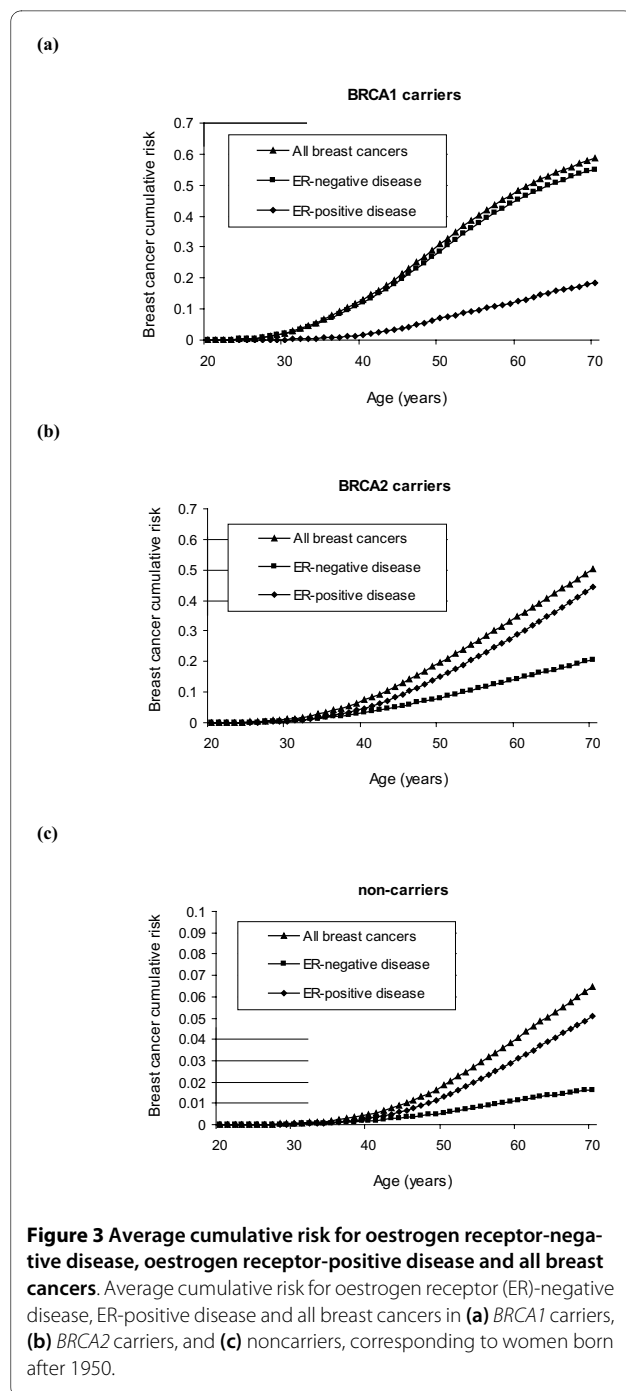 (a)
BRCA1 carriers
Breast cancer cumulative risk
0.7
0.6
0.5
0.4
0.3
0.2
0.1
0
All breast cancers
ER-negative disease
ER-positive disease
20 30 40 50 60 70
Age (years)
(b)
BRCA2 carriers
Breast cancer cumulative risk
0.7
0.6
0.5
0.4
0.3
0.2
0.1
0
All breast cancers
ER-negative disease
ER-positive disease
20 30 40 50 60 70
Age (years)
(c)
non-carriers
Breast cancer cumulative risk
0.1
0.09
0.08
0.07
0.06
0.05
0.04
0.03
0.02
0.01
0
All breast cancers
ER-negative disease
ER-positive disease
20 30 40 50 60 70
Age (years)
Figure 3 Average cumulative risk for oestrogen receptor-nega-
tive disease, oestrogen receptor-positive disease and all breast
cancers. Average cumulative risk for oestrogen receptor (ER)-negative
disease, ER-positive disease and all breast cancers in (a) BRCA1 carriers,
(b) BRCA2 carriers, and (c) noncarriers, corresponding to women born
after 1950.